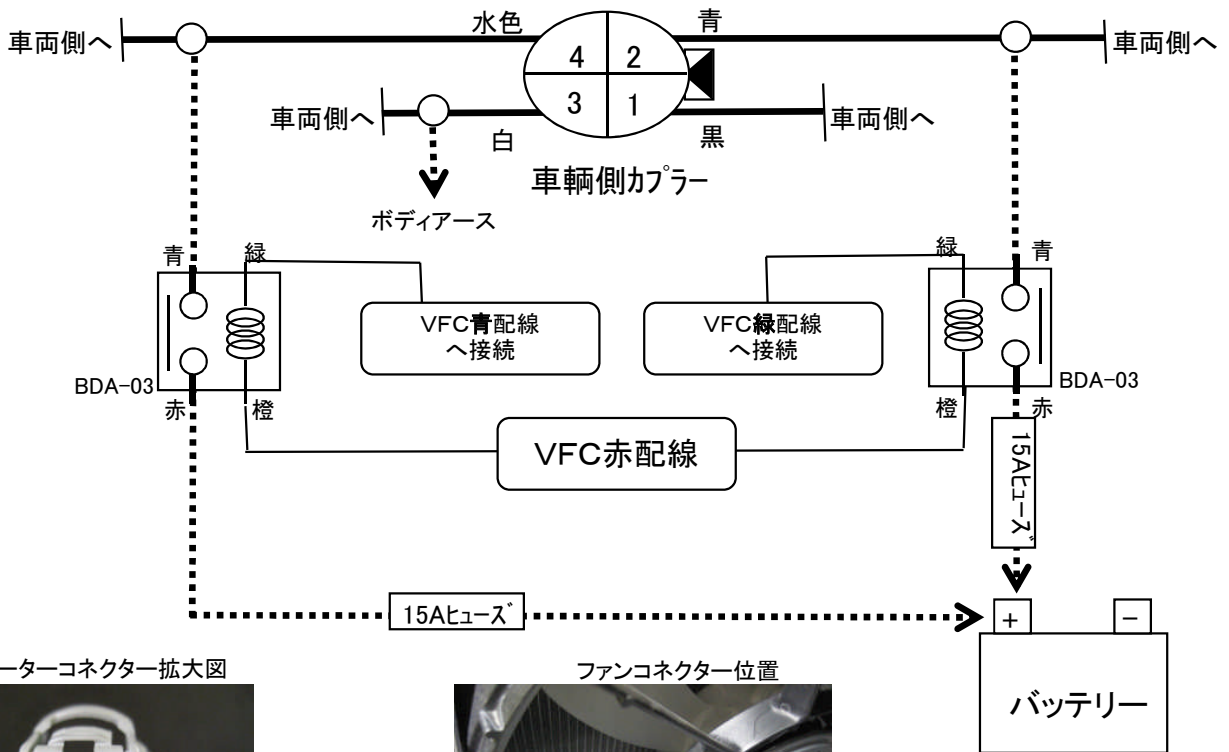 水色
青
車両側へ
車両側へ
4
2
3
1
車両側へ
車両側へ
白
黒
車輌側ｶﾌﾟﾗｰ
ボディアース
青
緑
緑
青
VFC青配線
へ接続
VFC緑配線
へ接続
BDA-03
BDA-03
赤
橙
橙
赤
VFC赤配線
15Aﾋｭｰｽﾞ
15Aﾋｭｰｽﾞ
+
-
ーターコネクター拡大図
ファンコネクター位置
バッテリー